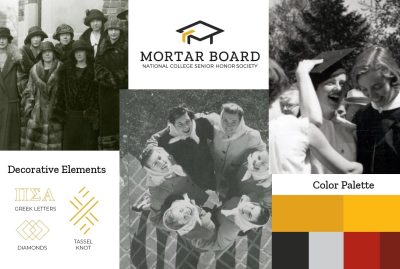 MORTAR BOARD
NATIONAL COLLEGE SENIOR HONOR SOCIETY
Decorative Elements
ΠΣΑ
GREEK LETTERS
DIAMONDS
TASSEL
KNOT
Color Palette